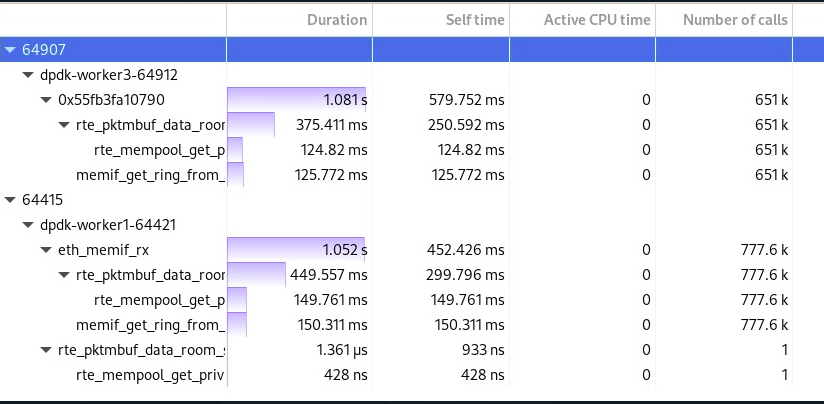 Duration Self time Active CPU time Number of calls
64907
dpdk-worker3-64912
0x55fb3fa10790 1.081 s 579.752 ms 0 651 k
rte_pktmbuf_data_roor 375.411 ms 250.592 ms 0 651 k
rte_mempool_get_p 124.82 ms 124.82 ms 0 651 k
memif_get_ring_from_ 125.772 ms 125.772 ms 0 651 k
64415
dpdk-worker1-64421
eth_memif_rx 1.052 s 452.426 ms 0 777.6 k
rte_pktmbuf_data_roor 449.557 ms 299.796 ms 0 777.6 k
rte_mempool_get_p 149.761 ms 149.761 ms 0 777.6 k
memif_get_ring_from_ 150.311 ms 150.311 ms 0 777.6 k
rte_pktmbuf_data_room_s 1.361 µs 933 ns 0 1
rte_mempool_get_priv 428 ns 428 ns 0 1